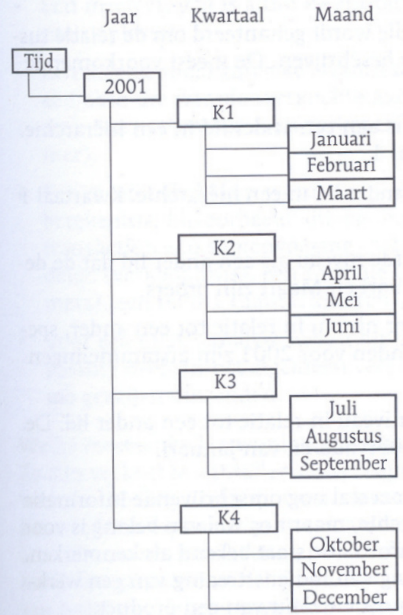 Jaar Kwartaal Maand
Tijd
2001
K1
Januari
Februari
Maart
K2
April
Mei
Juni
K3
Juli
Augustus
September
K4
Oktober
November
December